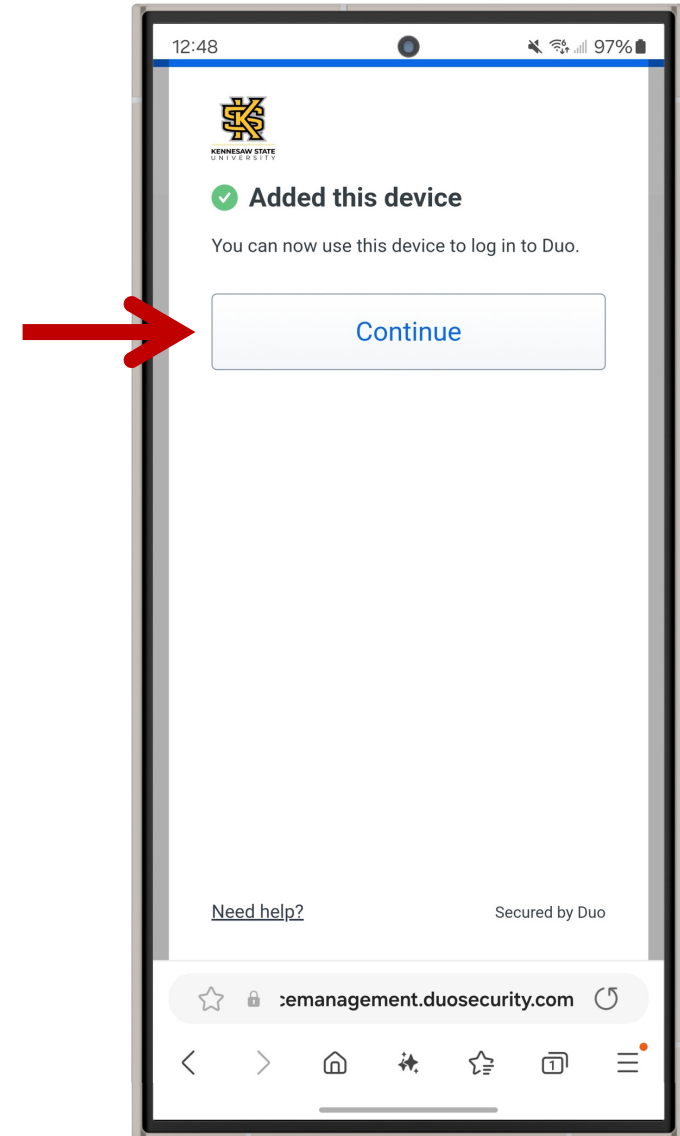 12:48
97%
KENNESAW STATE
UNIVERSITY
Added this device
You can now use this device to log in to Duo.
Continue
Need help?
Secured by Duo
cemanagement.duosecurity.com
1